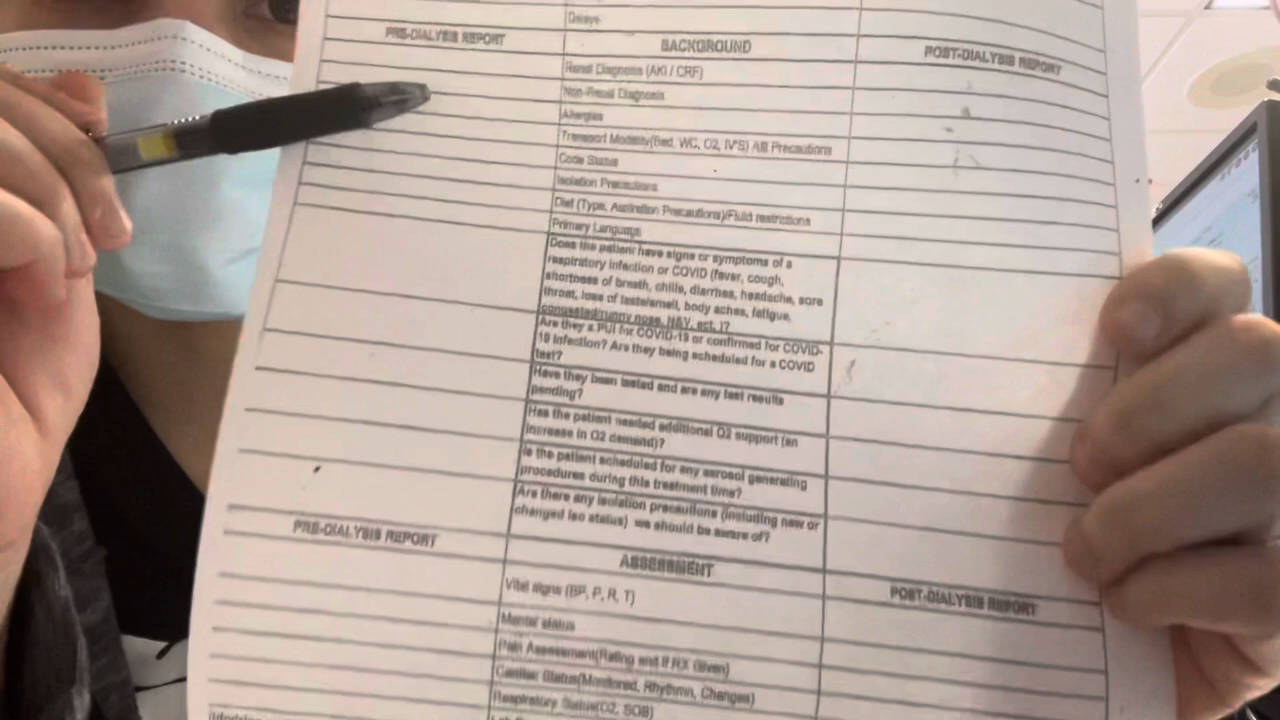 Delays
PRE-DIALYSIS REPORT BACKGROUND POST-DIALYSIS REPORT
Renal Diagnosis (AKI / CRF)
Non-Renal Diagnosis
Allergies
Transport Modality(Bed, WC, O2, IV'S) All Precautions
Code Status
Isolation Precautions
Diet (Type, Aspiration Precautions)/Fluid restrictions
Primary Language
Does the patient have signs or symptoms of a
respiratory infection or COVID (fever, cough,
shortness of breath, chills, diarrhea, headache, sore
throat, loss of taste/smell, body aches, fatigue,
congested/runny nose, N&V, ect. )?
Are they a PUI for COVID-19 or confirmed for COVID-
19 infection? Are they being scheduled for a COVID
test?
Have they been tested and are any test results
pending?
Has the patient needed additional O2 support (an
increase in O2 demand)?
Is the patient scheduled for any aerosol generating
procedures during this treatment time?
Are there any isolation precautions (including new or
changed iso status) we should be aware of?
PRE-DIALYSIS REPORT ASSESSMENT POST-DIALYSIS REPORT
Vital signs (BP, P, R, T)
Mental status
Pain Assessment(Rating and if RX Given)
Cardiac Status(Monitored, Rhythmn, Changes)
Respiratory Status(O2, SOB)